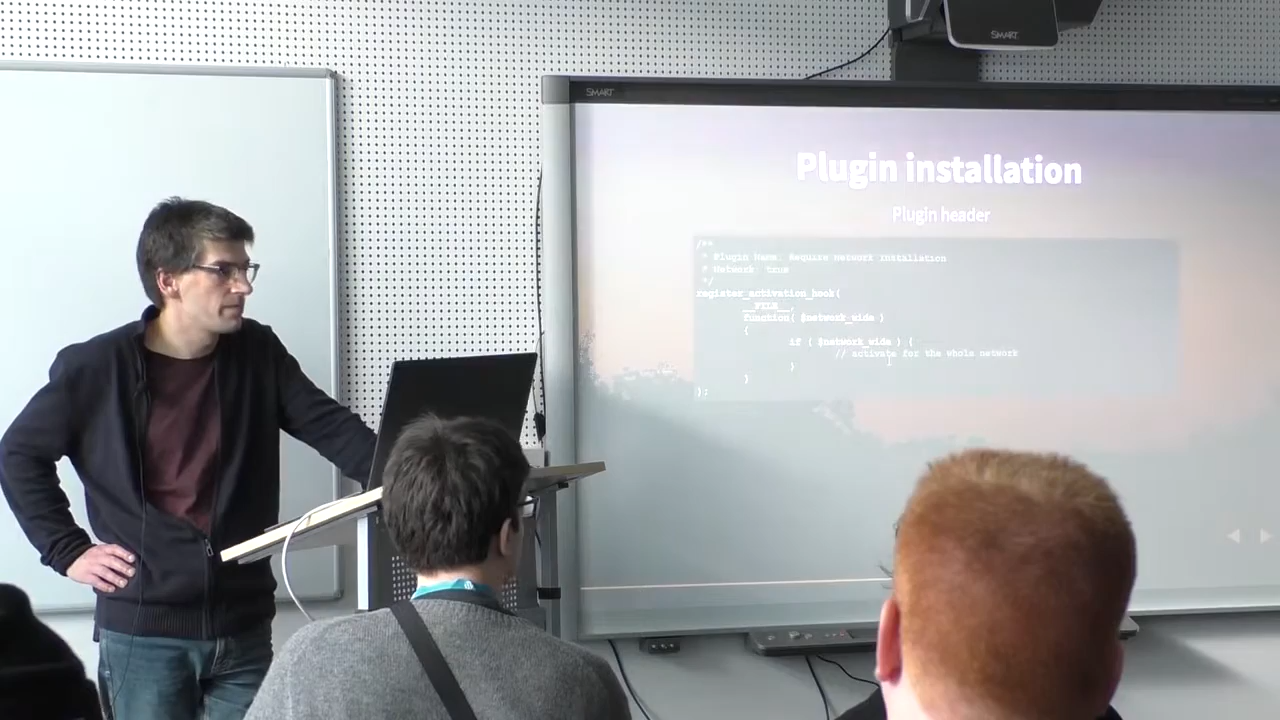 SMART
SMART
Plugin installation
Plugin header
/**
* Plugin Name: Require network installation
* Network: true
*/
register_activation_hook(
__FILE__,
function( $network_wide )
{
if ( $network_wide ) {
// activate for the whole network
}
}
);